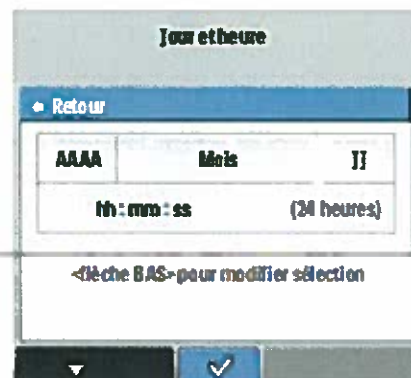 Jour et heure
Retour
AAAA Mois JJ
hh : mm : ss (24 heures)
<flèche BAS> pour modifier sélection